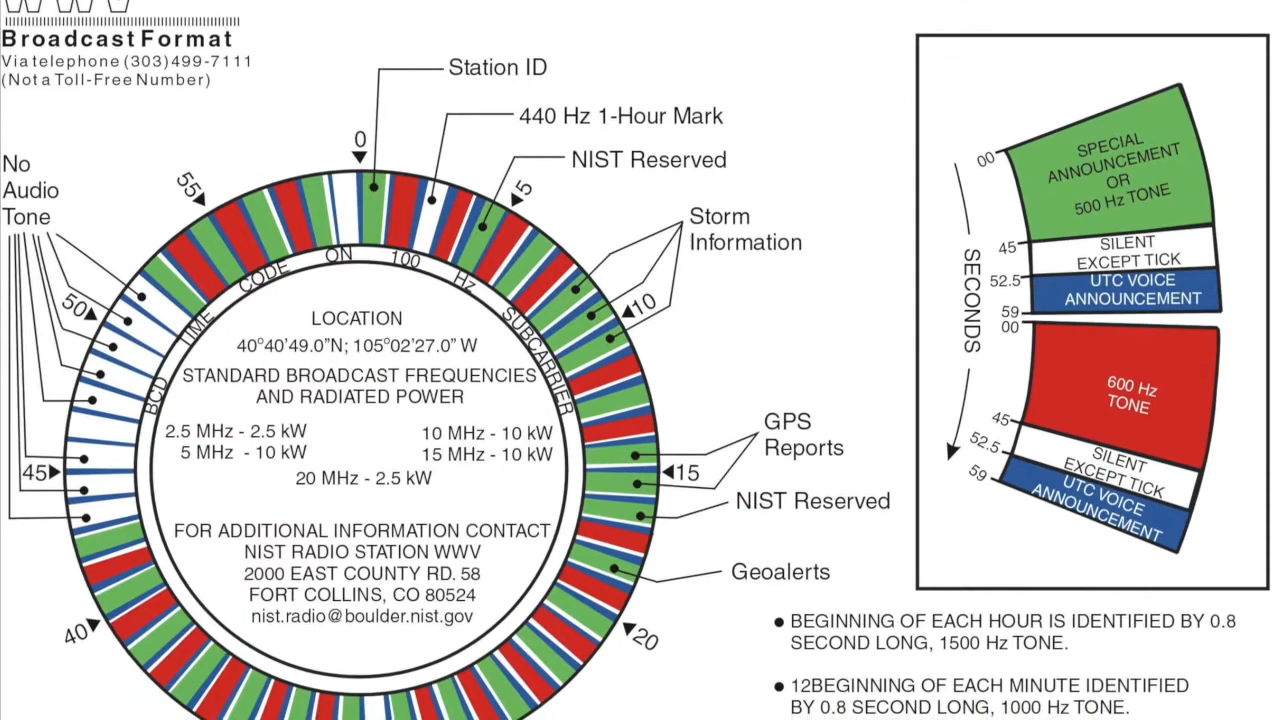 WWV
Broadcast Format
Via telephone (303) 499-7111
(Not a Toll-Free Number)
Station ID
440 Hz 1-Hour Mark
NIST Reserved
No
Audio
Tone
0
5
10
15
20
40
45
50
55
Storm
Information
GPS
Reports
NIST Reserved
Geoalerts
BCD TIME CODE ON 100 Hz SUBCARRIER
LOCATION
40°40'49.0"N; 105°02'27.0" W
STANDARD BROADCAST FREQUENCIES
AND RADIATED POWER
2.5 MHz - 2.5 kW 10 MHz - 10 kW
5 MHz - 10 kW 15 MHz - 10 kW
20 MHz - 2.5 kW
FOR ADDITIONAL INFORMATION CONTACT
NIST RADIO STATION WWV
2000 EAST COUNTY RD. 58
FORT COLLINS, CO 80524
nist.radio@boulder.nist.gov
SECONDS
00
SPECIAL
ANNOUNCEMENT
OR
500 Hz TONE
45
SILENT
EXCEPT TICK
52.5
UTC VOICE
ANNOUNCEMENT
59
00
600 Hz
TONE
45
SILENT
EXCEPT TICK
52.5
UTC VOICE
ANNOUNCEMENT
59
● BEGINNING OF EACH HOUR IS IDENTIFIED BY 0.8
SECOND LONG, 1500 Hz TONE.
● 12BEGINNING OF EACH MINUTE IDENTIFIED
BY 0.8 SECOND LONG, 1000 Hz TONE.